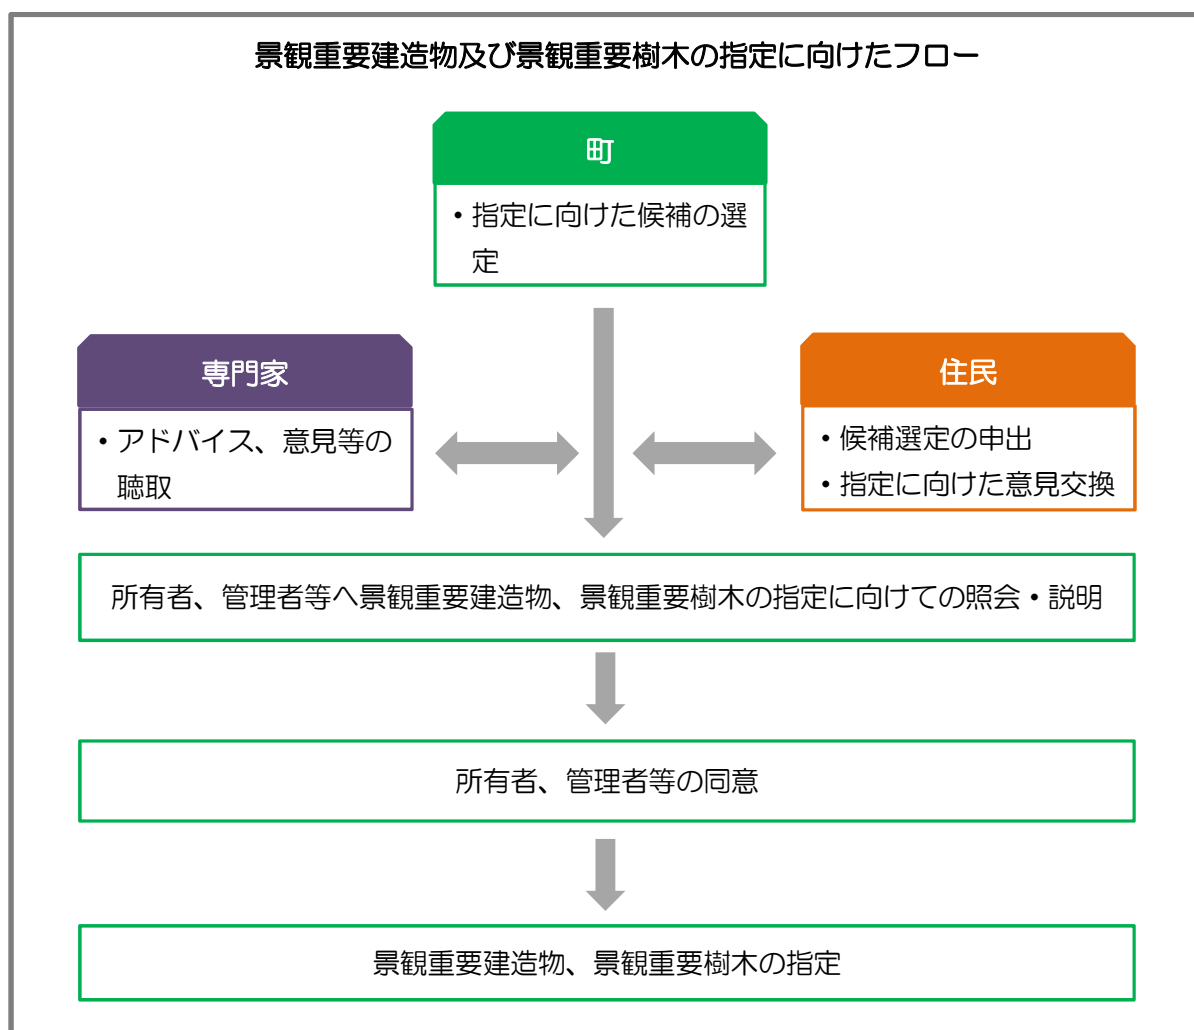 景観重要建造物及び景観重要樹木の指定に向けたフロー
町
・指定に向けた候補の選
定
専門家
・アドバイス、意見等の
聴取
住民
・候補選定の申出
・指定に向けた意見交換
所有者、管理者等へ景観重要建造物、景観重要樹木の指定に向けての照会・説明
所有者、管理者等の同意
景観重要建造物、景観重要樹木の指定